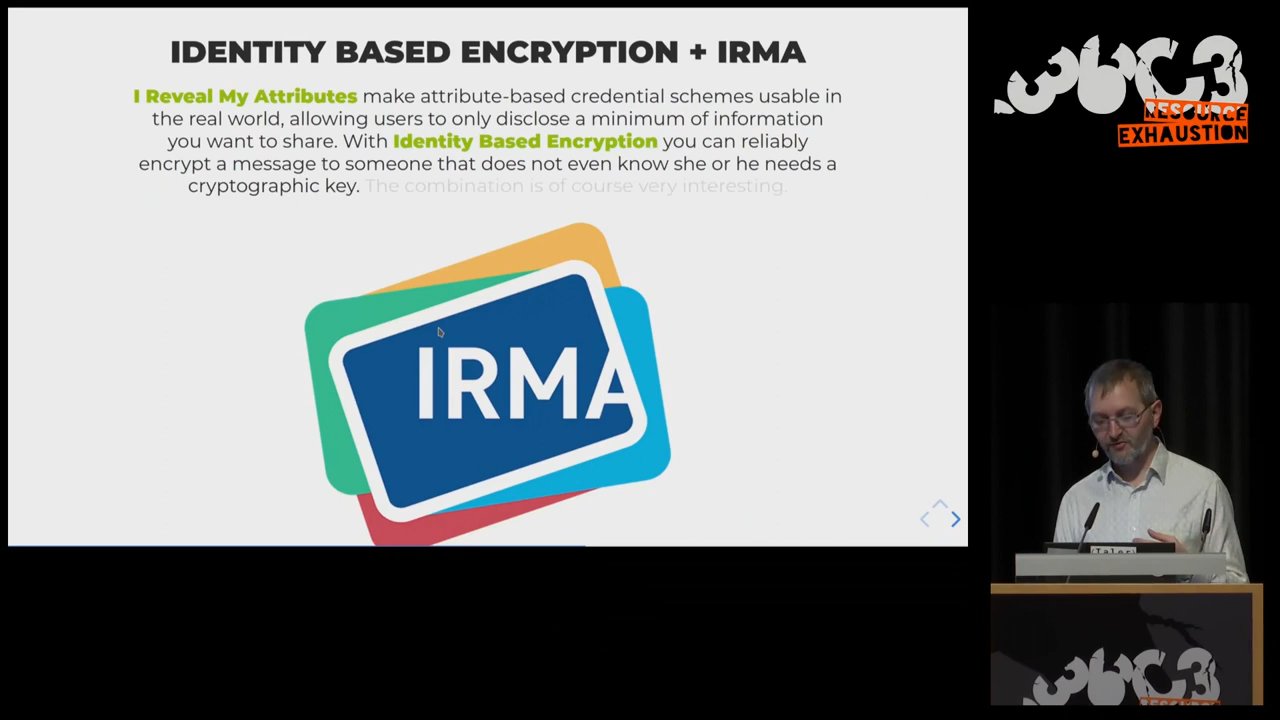 IDENTITY BASED ENCRYPTION + IRMA
I Reveal My Attributes make attribute-based credential schemes usable in
the real world, allowing users to only disclose a minimum of information
you want to share. With Identity Based Encryption you can reliably
encrypt a message to someone that does not even know she or he needs a
cryptographic key. The combination is of course very interesting.
IRMA
36C3
RESOURCE
EXHAUSTION
Taler
36C3
RESOURCE